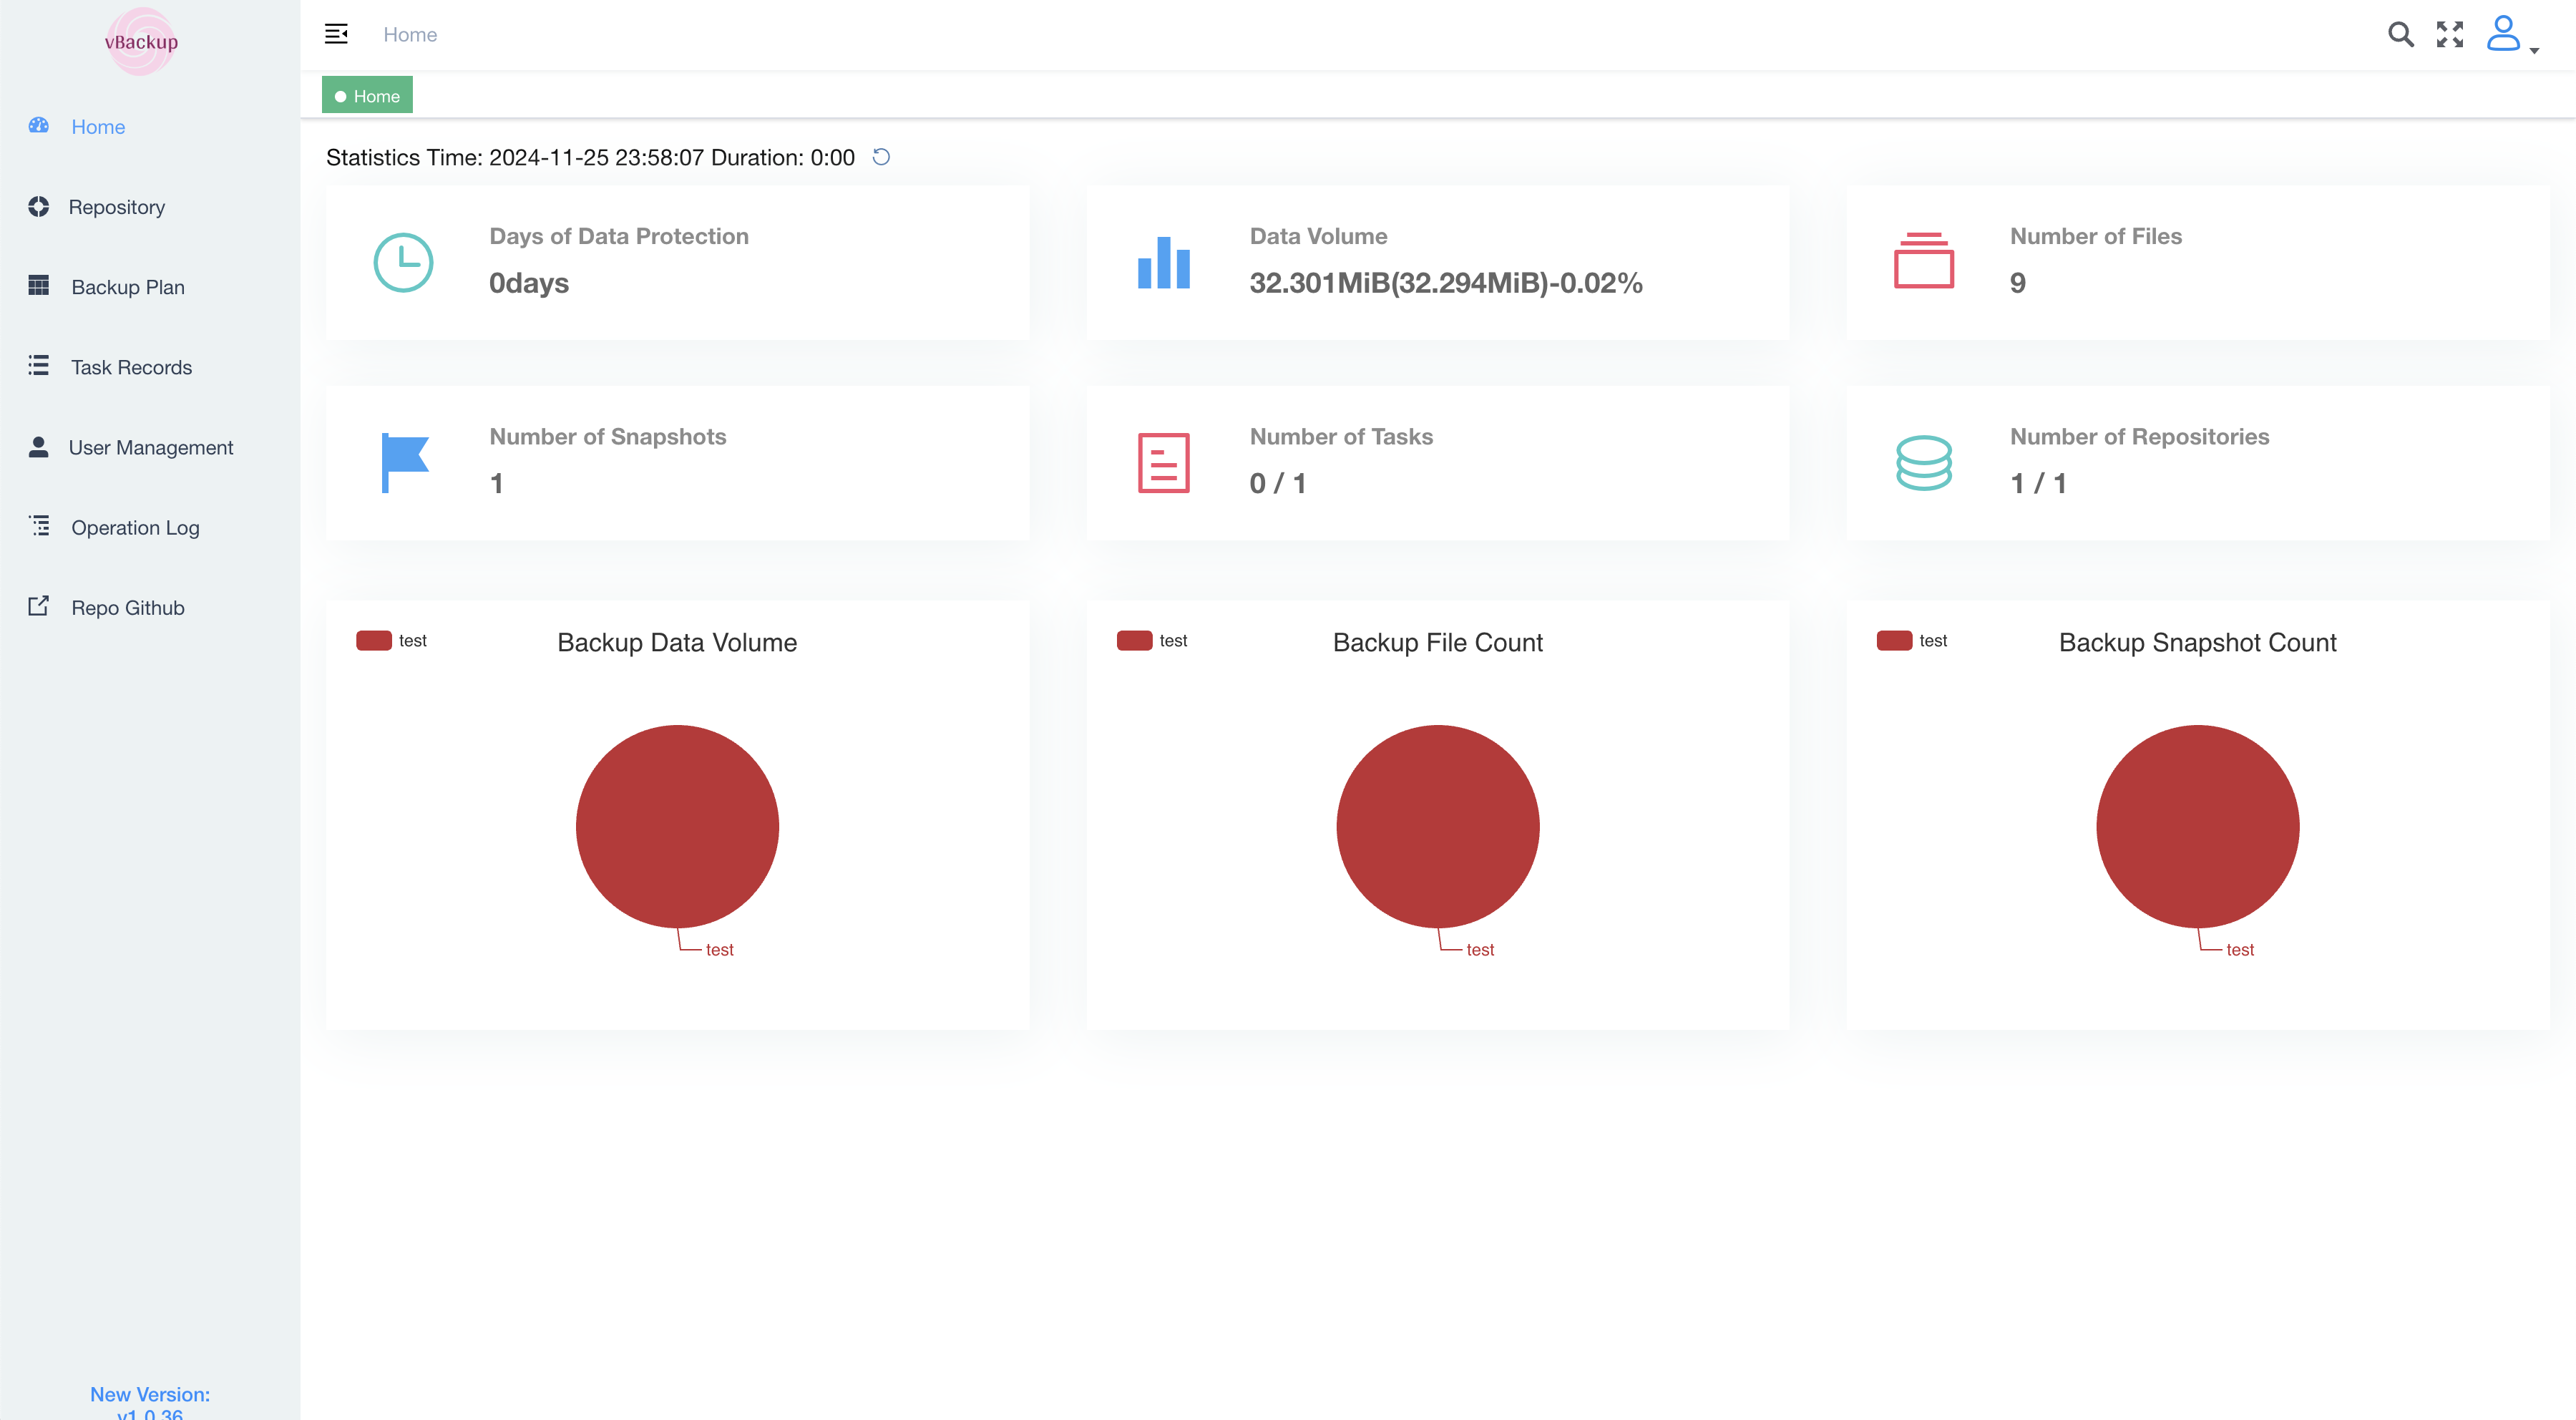 vBackup
Home
Home
Home
Statistics Time: 2024-11-25 23:58:07 Duration: 0:00
Repository
Backup Plan
Task Records
User Management
Operation Log
Repo Github
Days of Data Protection
0days
Data Volume
32.301MiB(32.294MiB)-0.02%
Number of Files
9
Number of Snapshots
1
Number of Tasks
0 / 1
Number of Repositories
1 / 1
test
Backup Data Volume
test
test
Backup File Count
test
test
Backup Snapshot Count
test
New Version:
v1.0.36